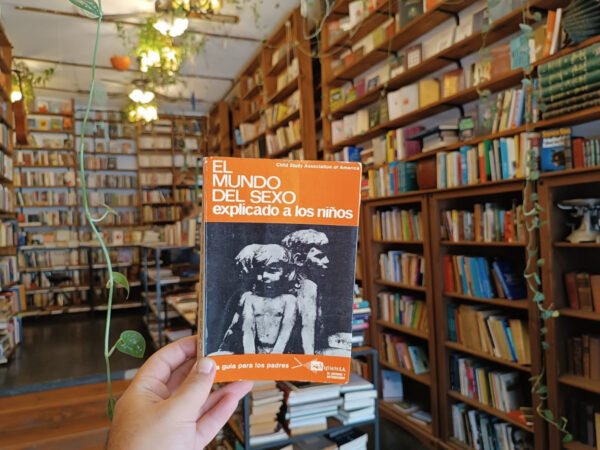 Child Study Association of America
EL
MUNDO
DEL SEXO
explicado a los niños
guía para los padres